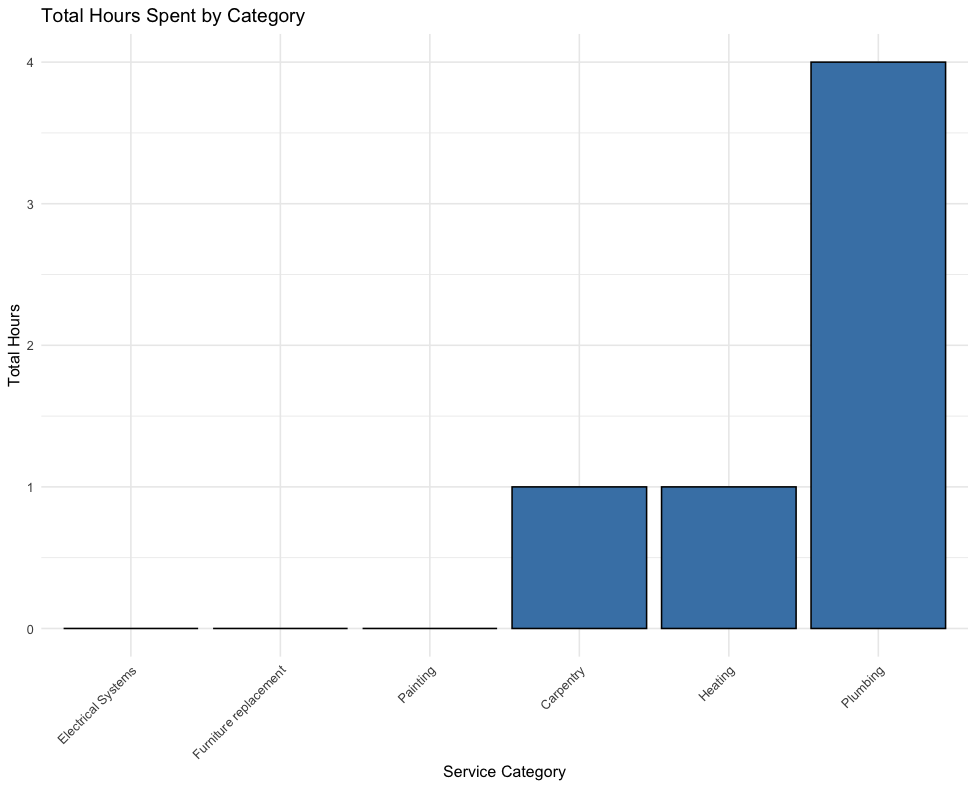 Total Hours Spent by Category
Total Hours
4
3
2
1
0
Electrical Systems
Furniture replacement
Painting
Carpentry
Heating
Plumbing
Service Category